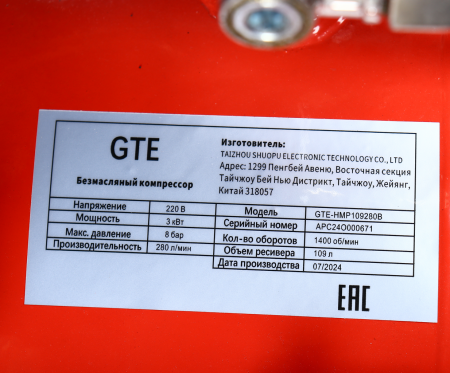 GTE
Безмасляный компрессор
Изготовитель:
TAIZHOU SHUOPU ELECTRONIC TECHNOLOGY CO., LTD
Адрес: 1299 Пенгбей Авеню, Восточная секция
Тайчжоу Бей Нью Дистрикт, Тайчжоу, Жейянг,
Китай 318057
Напряжение 220 В
Мощность 3 кВт
Макс. давление 8 бар
Производительность 280 л/мин
Модель GTE-HMP109280B
Серийный номер APC24O000671
Кол-во оборотов 1400 об/мин
Объем ресивера 109 л
Дата производства 07/2024
EAC